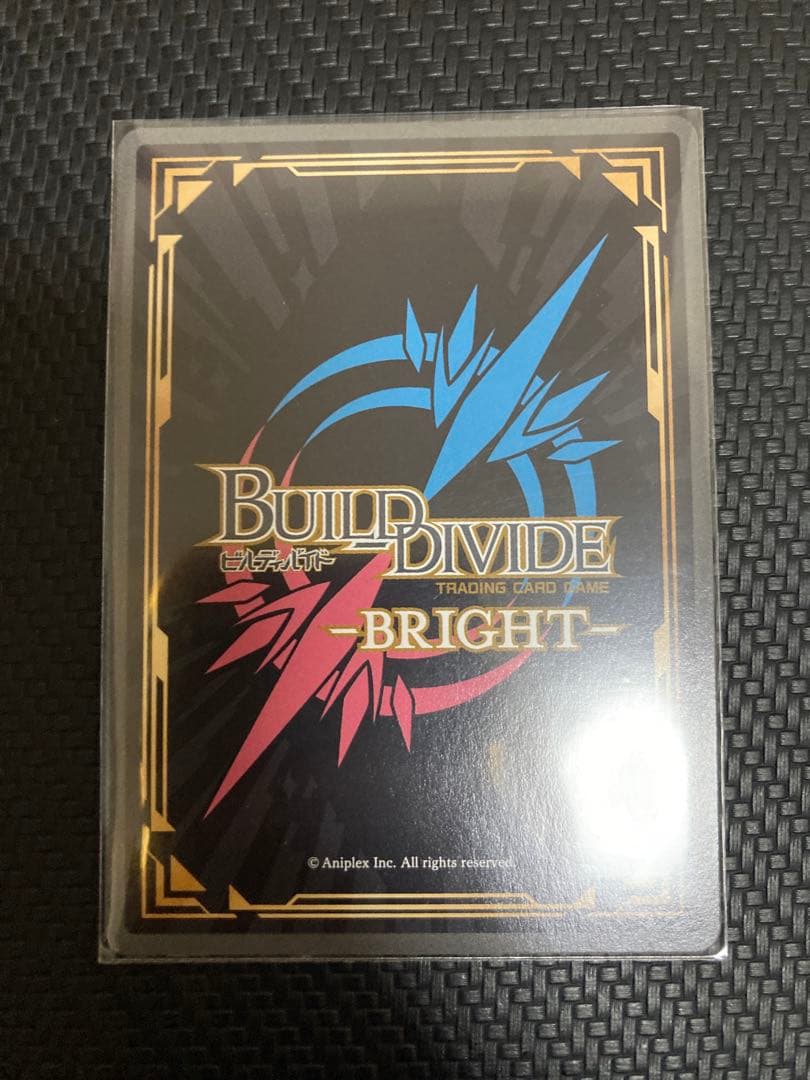 BUILD DIVIDE
ビルディバイド
TRADING CARD GAME
-BRIGHT-
© Aniplex Inc. All rights reserved.